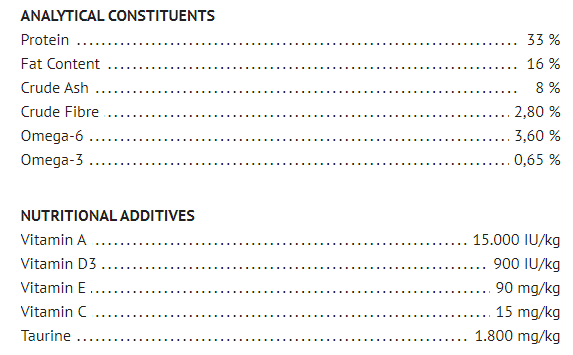 ANALYTICAL CONSTITUENTS
Protein ........................................................................ 33 %
Fat Content ................................................................... 16 %
Crude Ash ..................................................................... 8 %
Crude Fibre ................................................................... 2,80 %
Omega-6 ...................................................................... 3,60 %
Omega-3 ...................................................................... 0,65 %
NUTRITIONAL ADDITIVES
Vitamin A ............................................................... 15.000 IU/kg
Vitamin D3 ................................................................. 900 IU/kg
Vitamin E ................................................................... 90 mg/kg
Vitamin C ................................................................... 15 mg/kg
Taurine .................................................................. 1.800 mg/kg